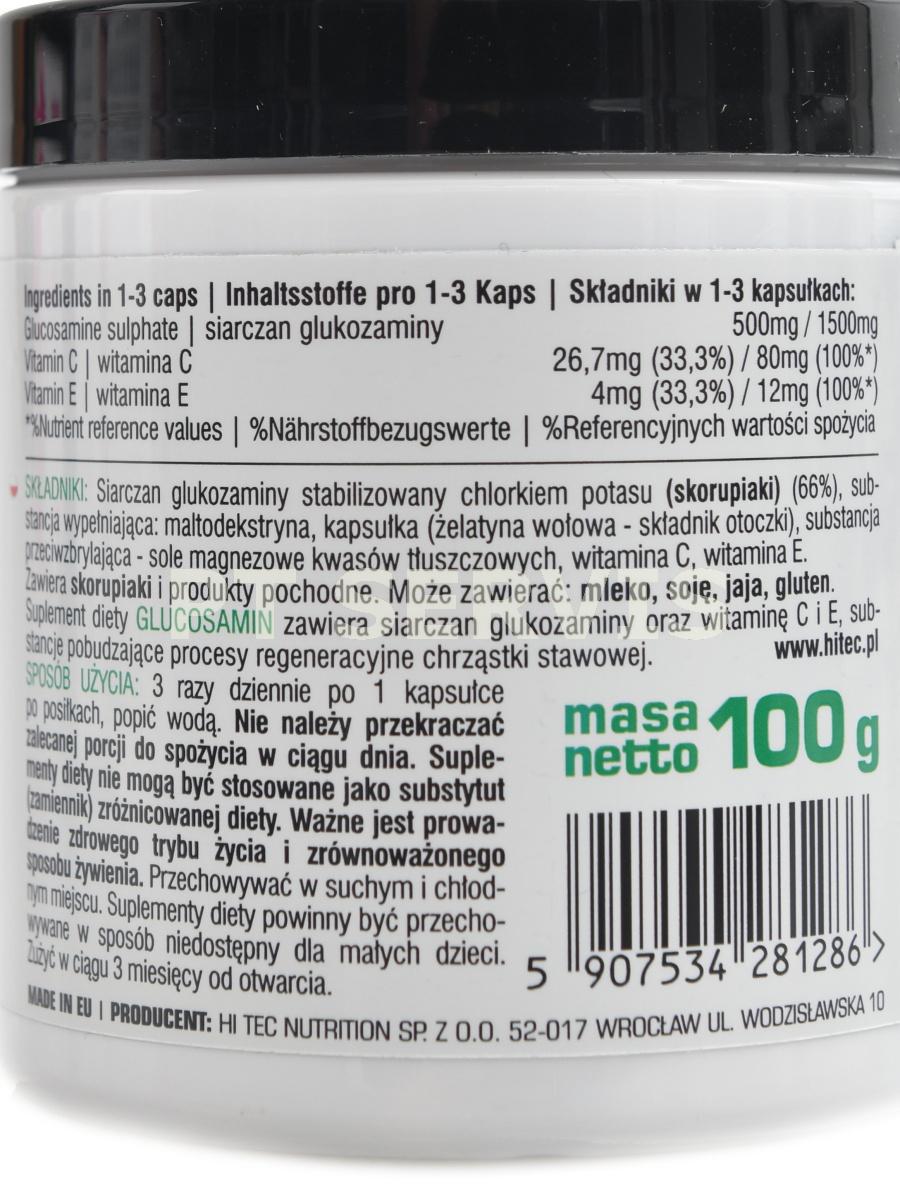 Ingredients in 1-3 caps | Inhaltsstoffe pro 1-3 Kaps | Składniki w 1-3 kapsułkach:
Glucosamine sulphate | siarczan glukozaminy 500mg / 1500mg
Vitamin C | witamina C 26,7mg (33,3%) / 80mg (100%*)
Vitamin E | witamina E 4mg (33,3%) / 12mg (100%*)
*%Nutrient reference values | %Nährstoffbezugswerte | %Referencyjnych wartości spożycia
SKŁADNIKI: Siarczan glukozaminy stabilizowany chlorkiem potasu (skorupiaki) (66%), sub-
stancja wypełniająca: maltodekstryna, kapsułka (żelatyna wołowa - składnik otoczki), substancja
przeciwzbrylająca - sole magnezowe kwasów tłuszczowych, witamina C, witamina E.
Zawiera skorupiaki i produkty pochodne. Może zawierać: mleko, soję, jaja, gluten.
FIT SERVIS
Suplement diety GLUCOSAMIN zawiera siarczan glukozaminy oraz witaminę C i E, sub-
stancje pobudzające procesy regeneracyjne chrząstki stawowej.
www.hitec.pl
SPOSÓB UŻYCIA: 3 razy dziennie po 1 kapsułce
po posiłkach, popić wodą. Nie należy przekraczać
zalecanej porcji do spożycia w ciągu dnia. Suple-
menty diety nie mogą być stosowane jako substytut
(zamiennik) zróżnicowanej diety. Ważne jest prowa-
dzenie zdrowego trybu życia i zrównoważonego
sposobu żywienia. Przechowywać w suchym i chłod-
nym miejscu. Suplementy diety powinny być przecho-
wywane w sposób niedostępny dla małych dzieci.
Zużyć w ciągu 3 miesięcy od otwarcia.
masa
netto 100 g
5 907534 281286 >
MADE IN EU | PRODUCENT: HI TEC NUTRITION SP. Z O.O. 52-017 WROCŁAW UL. WODZISŁAWSKA 10